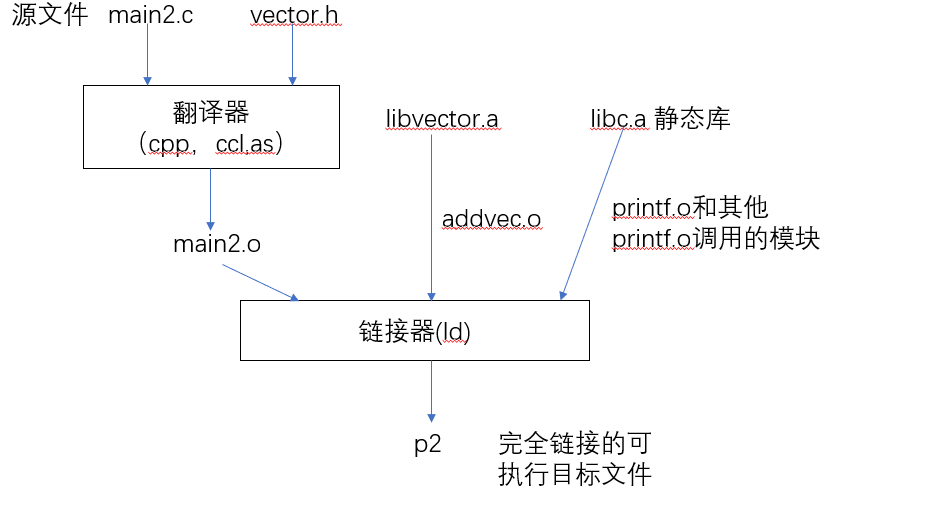 源文件 main2.c vector.h
翻译器
（cpp, ccl,as）
libvector.a
libc.a 静态库
addvec.o
printf.o和其他
printf.o调用的模块
main2.o
链接器(ld)
p2
完全链接的可
执行目标文件